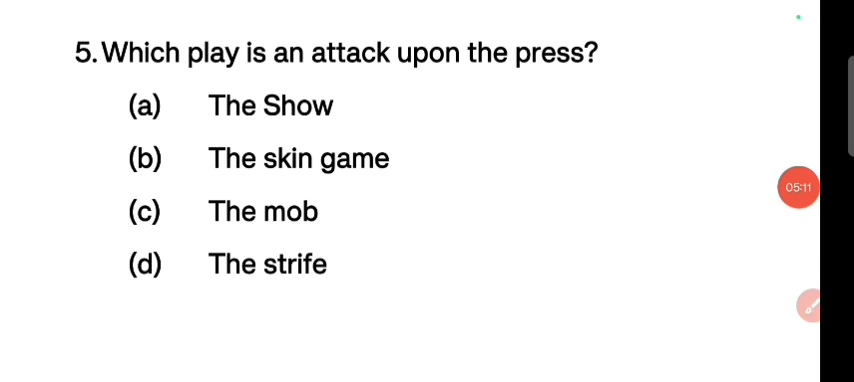 5. Which play is an attack upon the press?
(a) The Show
(b) The skin game
05:11
(c) The mob
(d) The strife